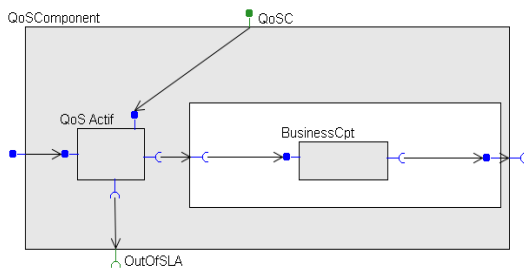 QoSComponent
QoSC
QoS Actif
BusinessCpt
OutOfSLA